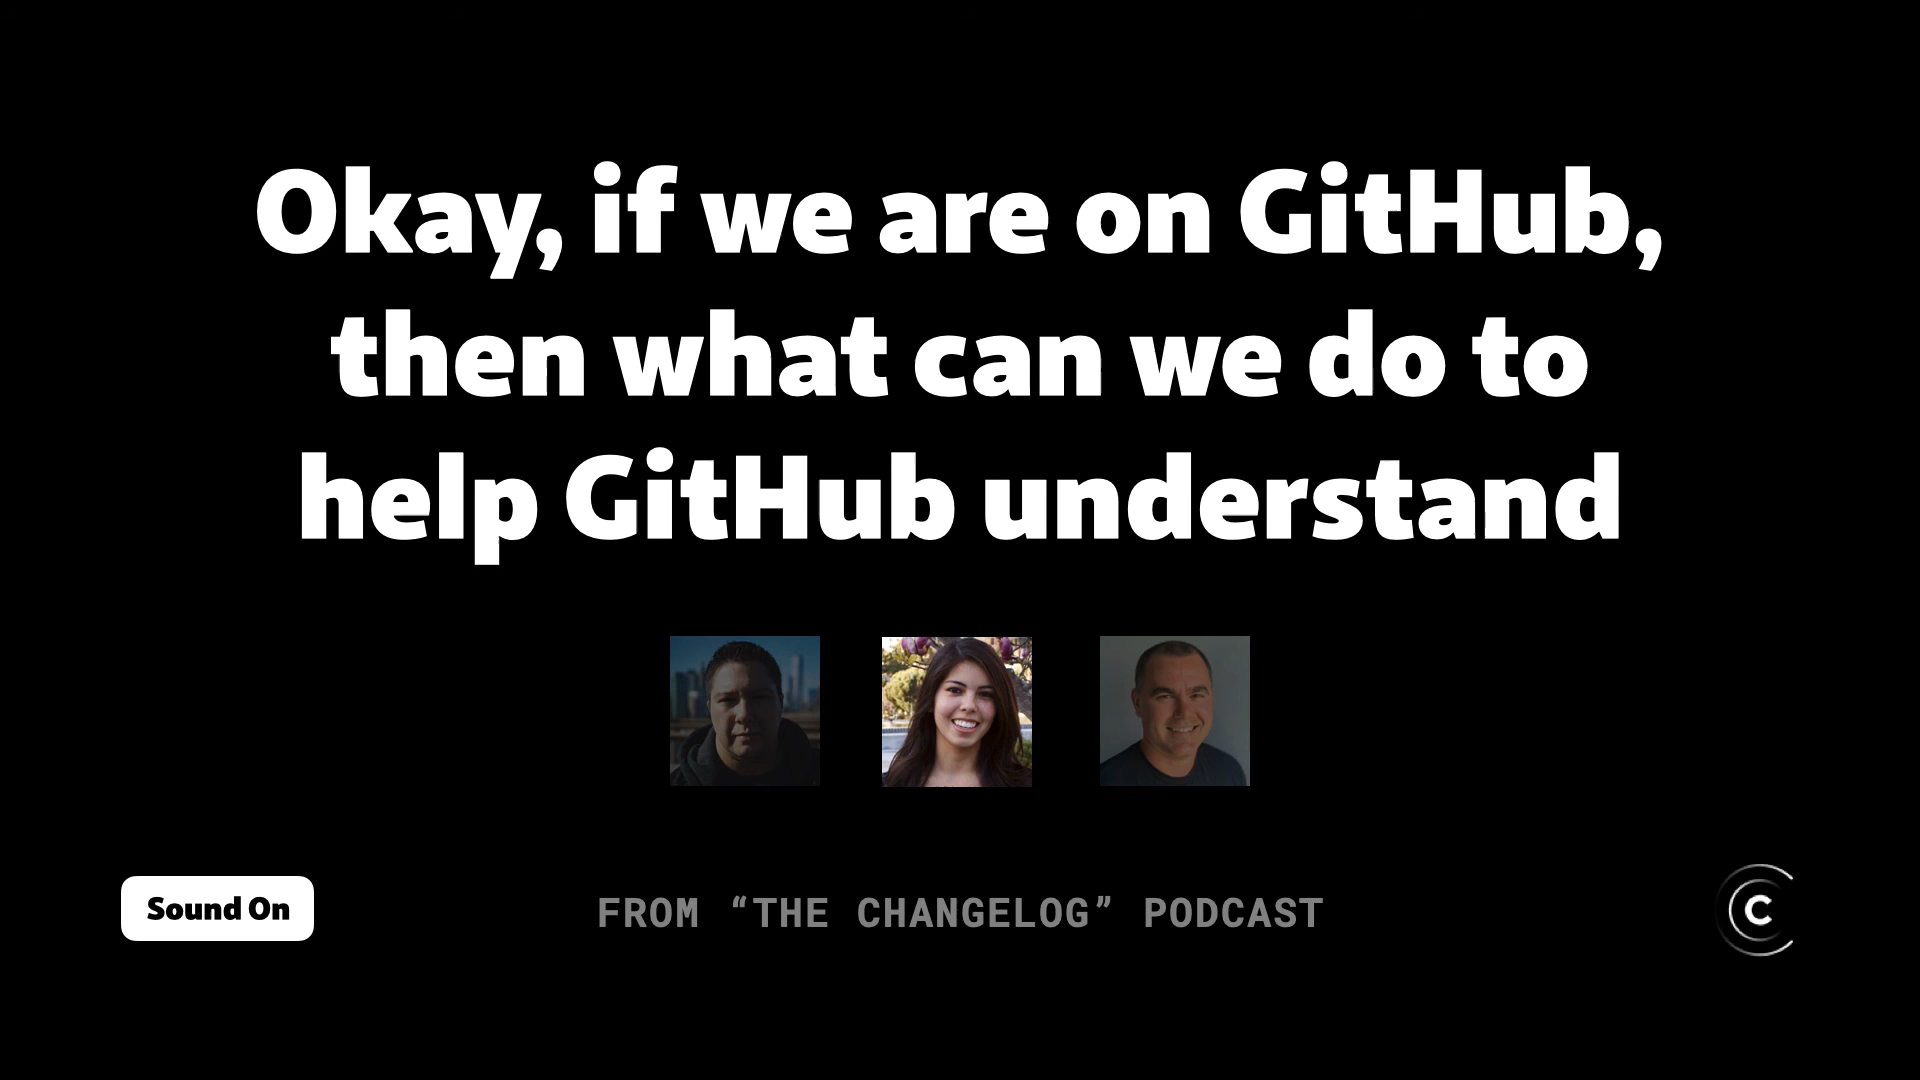 Okay, if we are on GitHub,
then what can we do to
help GitHub understand
Sound On
FROM “THE CHANGELOG” PODCAST
C